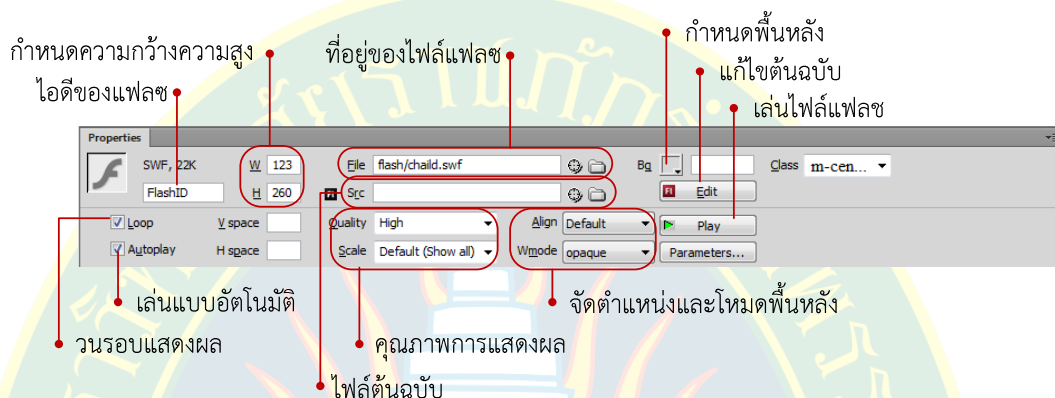 กำหนดความกว้างความสูง
ที่อยู่ของไฟล์แฟลซ
กำหนดพื้นหลัง
ไอดีของแฟลซ
แก้ไขต้นฉบับ
เล่นไฟล์แฟลช
Properties
SWF, 22K
W 123
File flash/chaild.swf
Bg
Class m-cen...
FlashID
H 260
Src
Edit
Loop
V space
Quality High
Align Default
Play
Autoplay
H space
Scale Default (Show all)
Wmode opaque
Parameters...
เล่นแบบอัตโนมัติ
จัดตำแหน่งและโหมดพื้นหลัง
วนรอบแสดงผล
คุณภาพการแสดงผล
ไฟล์ต้นฉบับ